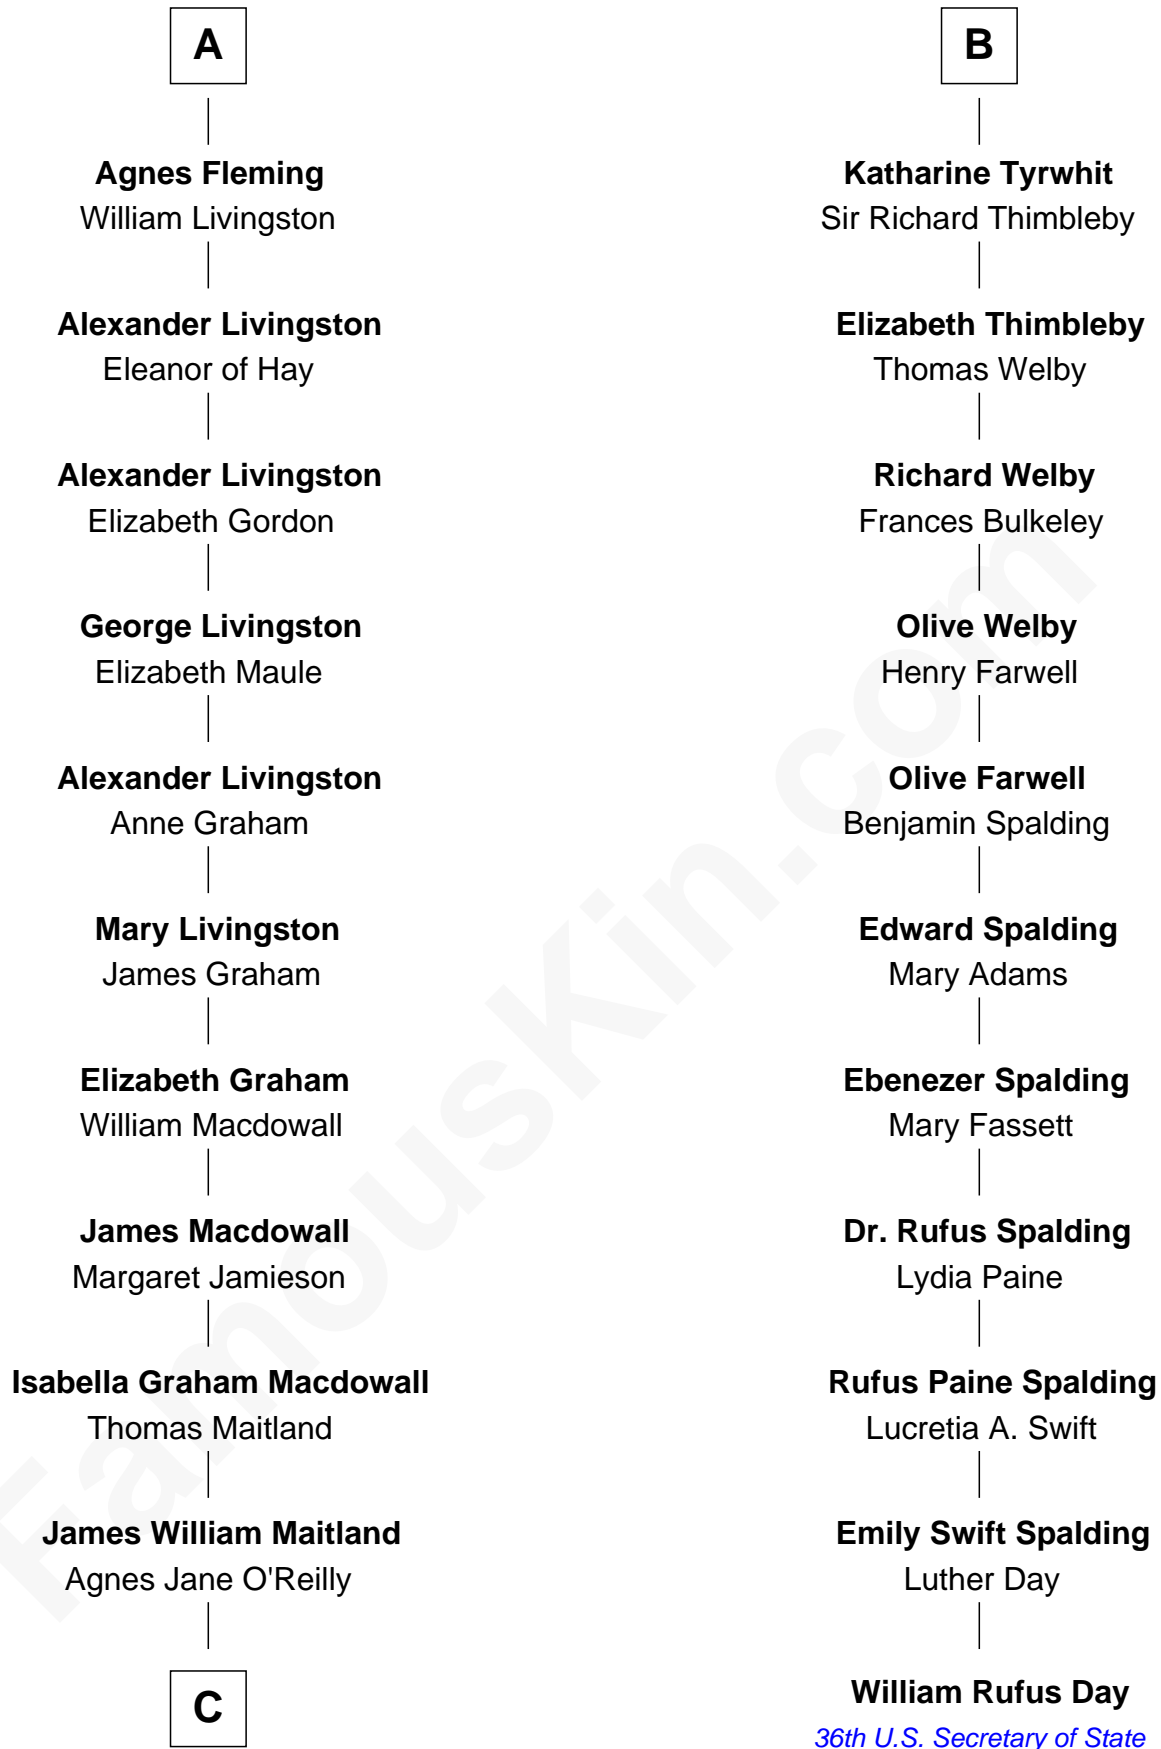 A
Agnes Fleming
William Livingston
Alexander Livingston
Eleanor of Hay
Alexander Livingston
Elizabeth Gordon
George Livingston
Elizabeth Maule
Alexander Livingston
Anne Graham
Mary Livingston
James Graham
Elizabeth Graham
William Macdowall
James Macdowall
Margaret Jamieson
Isabella Graham Macdowall
Thomas Maitland
James William Maitland
Agnes Jane O'Reilly
C
B
Katharine Tyrwhit
Sir Richard Thimbleby
Elizabeth Thimbleby
Thomas Welby
Richard Welby
Frances Bulkeley
Olive Welby
Henry Farwell
Olive Farwell
Benjamin Spalding
Edward Spalding
Mary Adams
Ebenezer Spalding
Mary Fassett
Dr. Rufus Spalding
Lydia Paine
Rufus Paine Spalding
Lucretia A. Swift
Emily Swift Spalding
Luther Day
William Rufus Day
36th U.S. Secretary of State
FamousKin.com